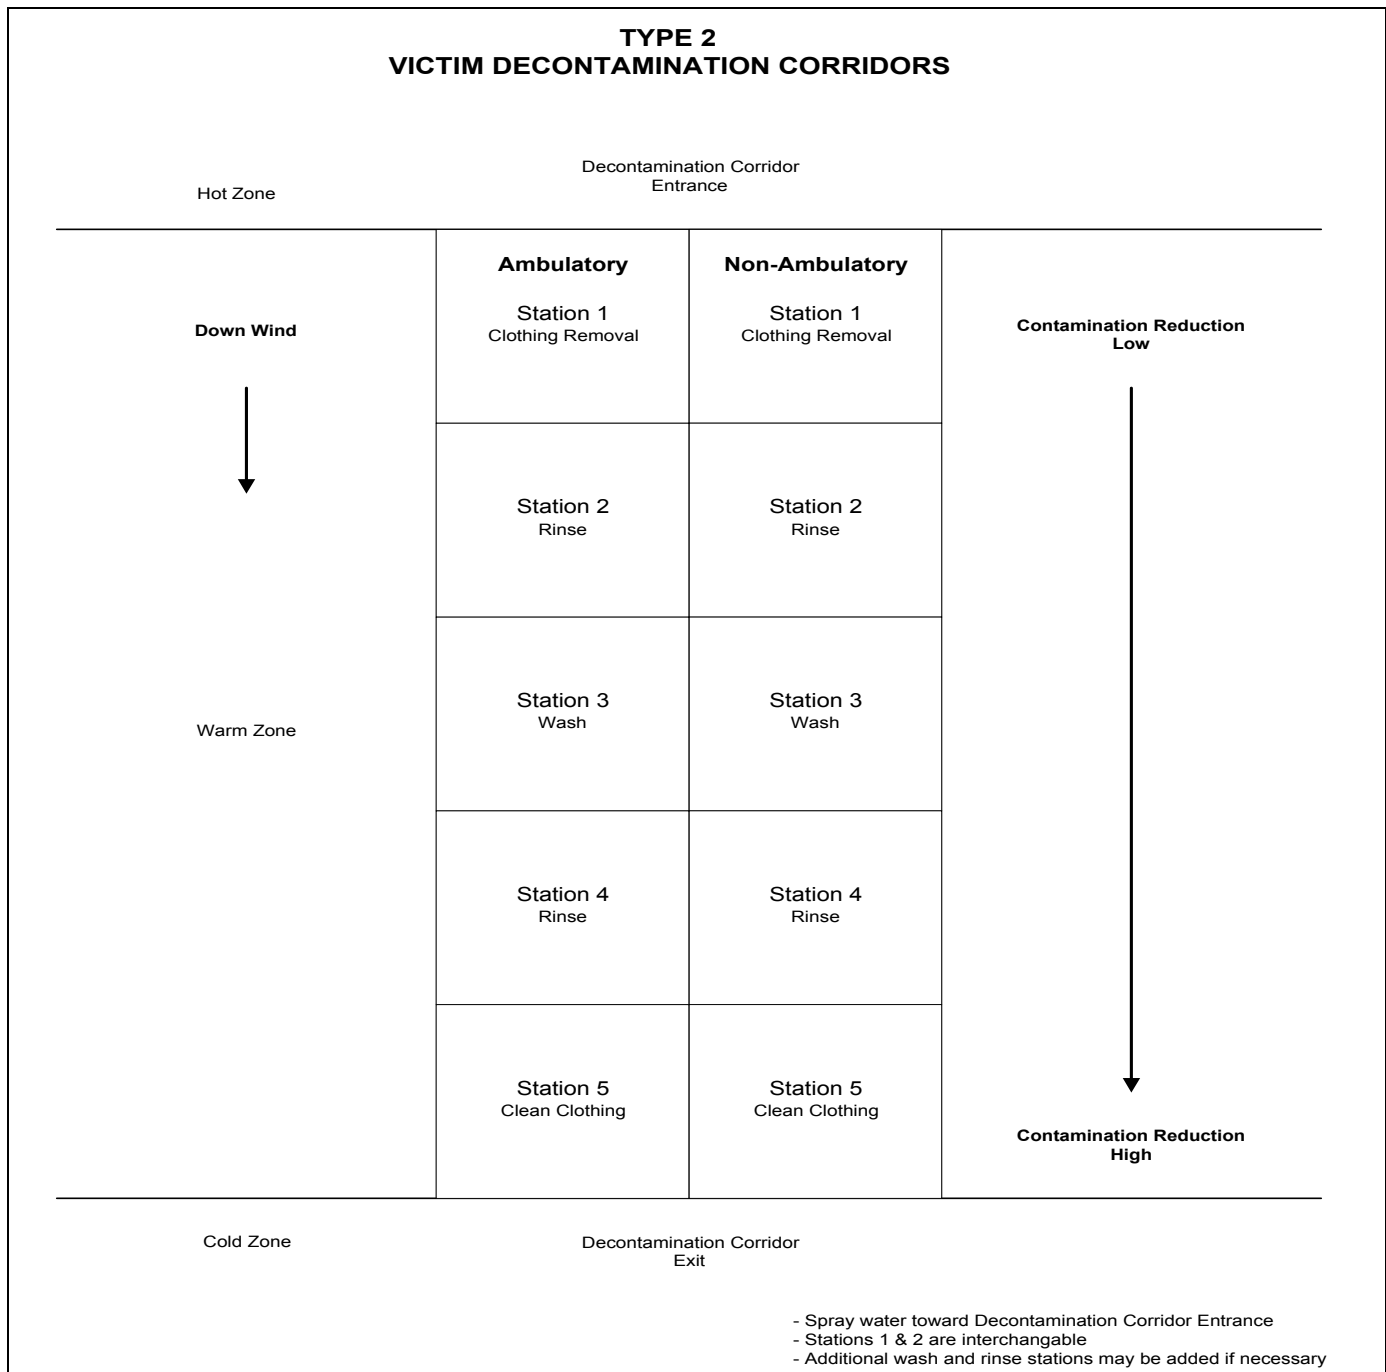 TYPE 2
VICTIM DECONTAMINATION CORRIDORS
Decontamination Corridor
Entrance
Hot Zone
Ambulatory
Non-Ambulatory
Station 1
Clothing Removal
Station 1
Clothing Removal
Down Wind
Contamination Reduction
Low
Station 2
Rinse
Station 2
Rinse
Station 3
Wash
Station 3
Wash
Warm Zone
Station 4
Rinse
Station 4
Rinse
Station 5
Clean Clothing
Station 5
Clean Clothing
Contamination Reduction
High
Cold Zone
Decontamination Corridor
Exit
- Spray water toward Decontamination Corridor Entrance
- Stations 1 & 2 are interchangable
- Additional wash and rinse stations may be added if necessary